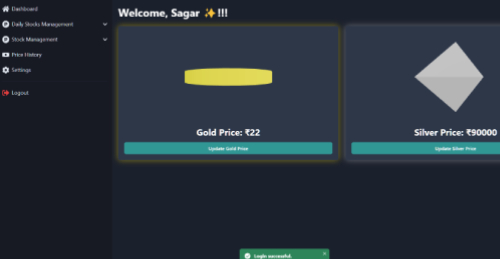 Dashboard
Daily Stocks Management
Stock Management
Price History
Settings
Logout
Welcome, Sagar ✨!!!
Gold Price: ₹22
Update Gold Price
Silver Price: ₹90000
Update Silver Price
Login successful.